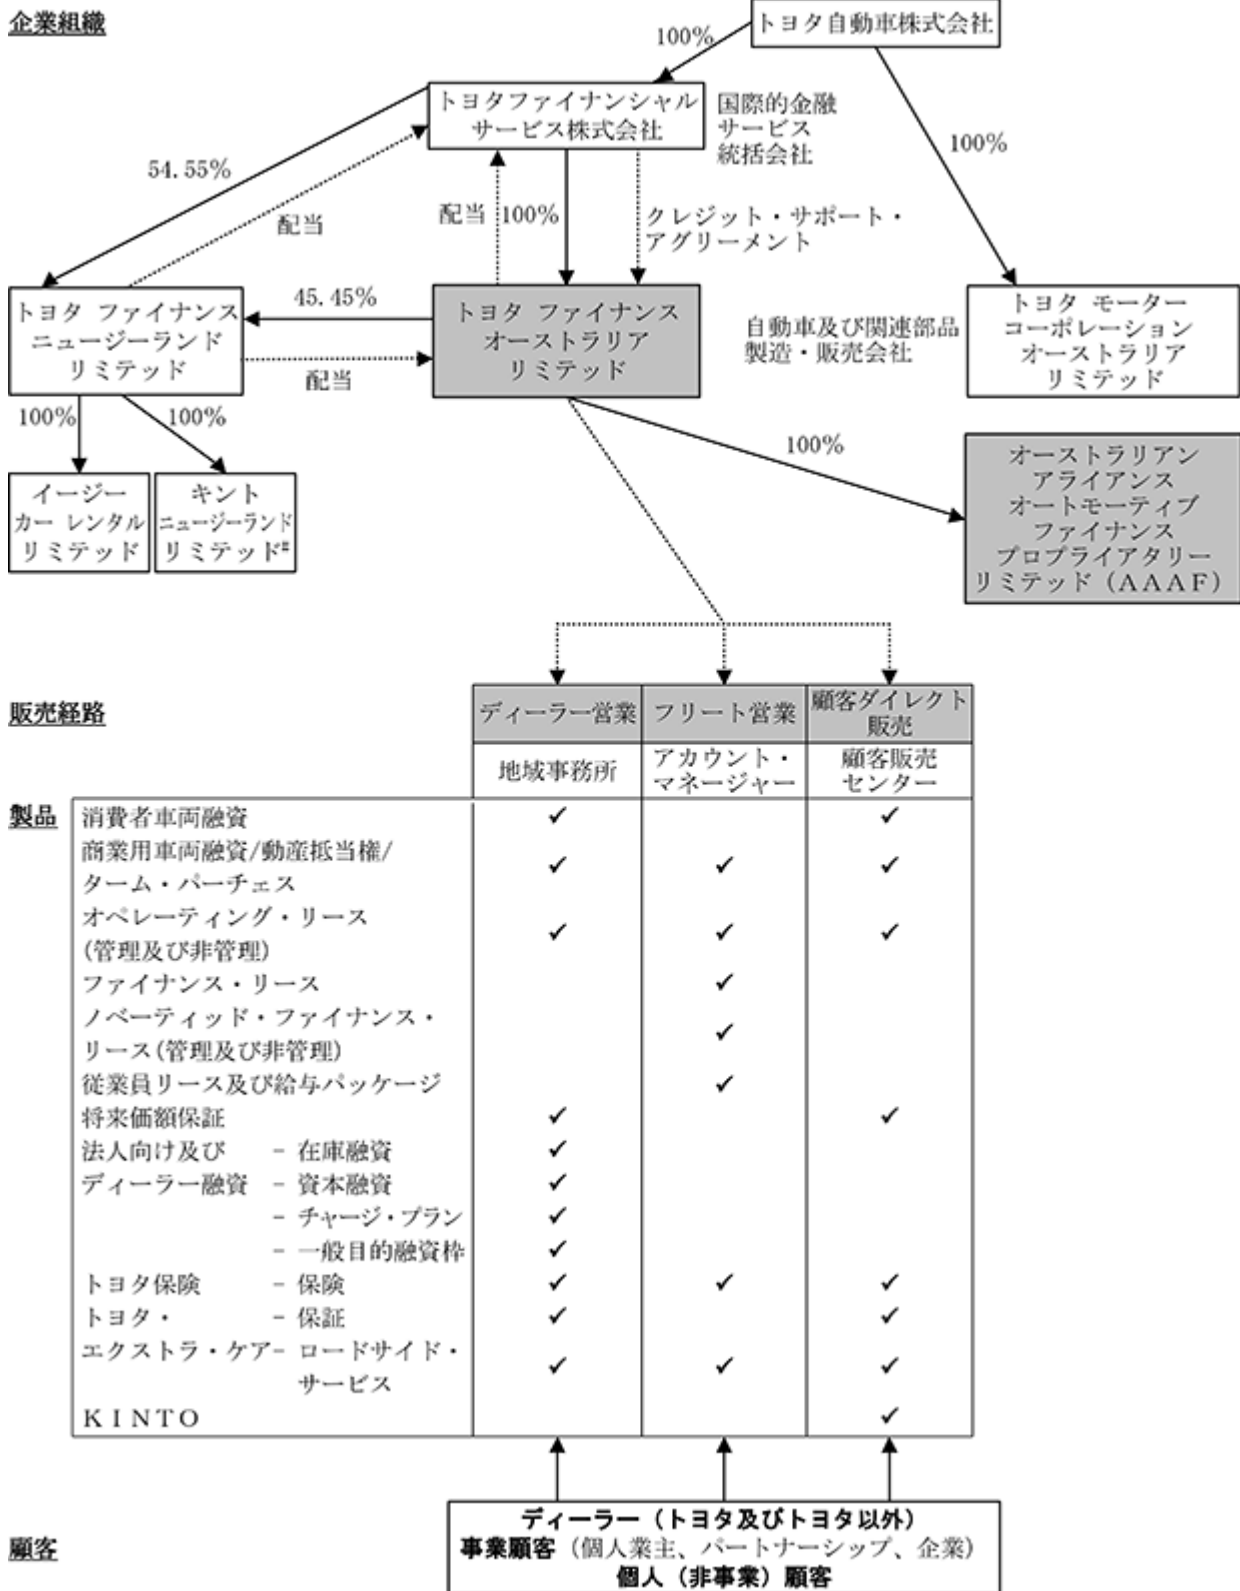 企業組織
トヨタ自動車株式会社
100%
トヨタファイナンシャル
サービス株式会社
国際的金融
サービス
統括会社
100%
54.55%
配当
配当
100%
クレジット・サポート・
アグリーメント
トヨタ ファイナンス
ニュージーランド
リミテッド
45.45%
配当
トヨタ ファイナンス
オーストラリア
リミテッド
自動車及び関連部品
製造・販売会社
トヨタ モーター
コーポレーション
オーストラリア
リミテッド
100%
100%
100%
イージー
カー レンタル
リミテッド
キント
ニュージーランド
リミテッド#
オーストラリアン
アライアンス
オートモーティブ
ファイナンス
プロプライアタリー
リミテッド(AAAF)
販売経路
ディーラー営業
フリート営業
顧客ダイレクト
販売
地域事務所
アカウント・
マネージャー
顧客販売
センター
製品
消費者車両融資 ✓ ✓
商業用車両融資/動産抵当権/
ターム・パーチェス ✓ ✓ ✓
オペレーティング・リース
(管理及び非管理) ✓ ✓ ✓
ファイナンス・リース ✓
ノベーティッド・ファイナンス・
リース(管理及び非管理) ✓
従業員リース及び給与パッケージ ✓
将来価額保証 ✓ ✓
法人向け及び - 在庫融資 ✓
ディーラー融資 - 資本融資 ✓
- チャージ・プラン ✓
- 一般目的融資枠 ✓
トヨタ保険 - 保険 ✓ ✓ ✓
トヨタ・ - 保証 ✓ ✓
エクストラ・ケア- ロードサイド・
サービス ✓ ✓ ✓
KINTO ✓
顧客
ディーラー(トヨタ及びトヨタ以外)
事業顧客(個人業主、パートナーシップ、企業)
個人(非事業)顧客